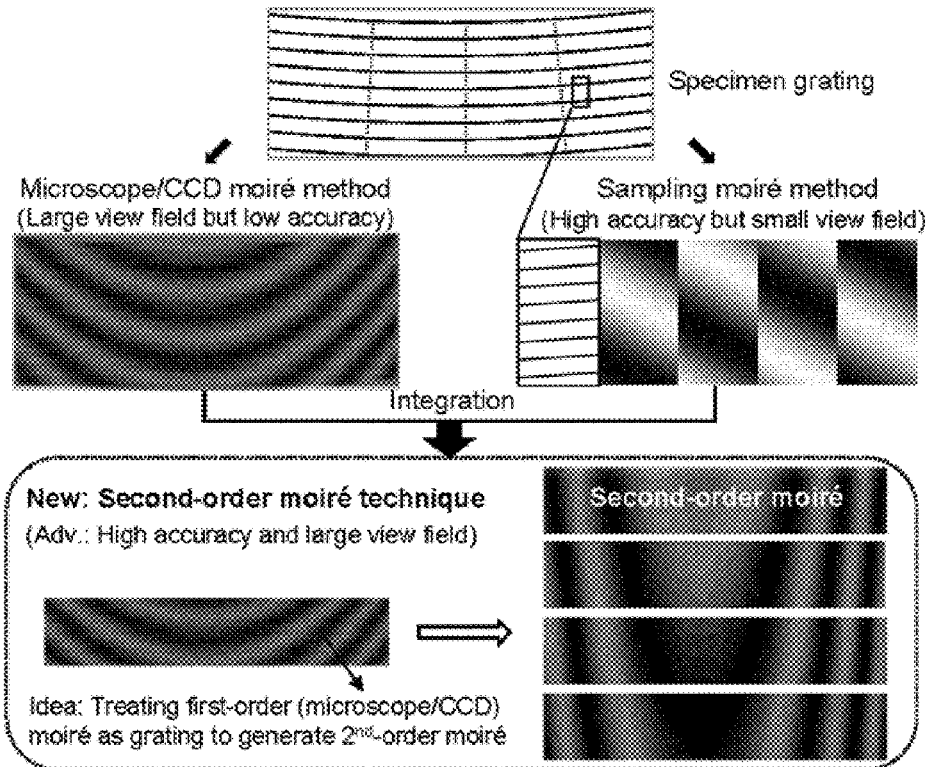 Specimen grating
Microscope/CCD moiré method
(Large view field but low accuracy)
Sampling moiré method
(High accuracy but small view field)
Integration
New: Second-order moiré technique
(Adv.: High accuracy and large view field)
Second-order moiré
Idea: Treating first-order (microscope/CCD)
moiré as grating to generate 2nd-order moiré